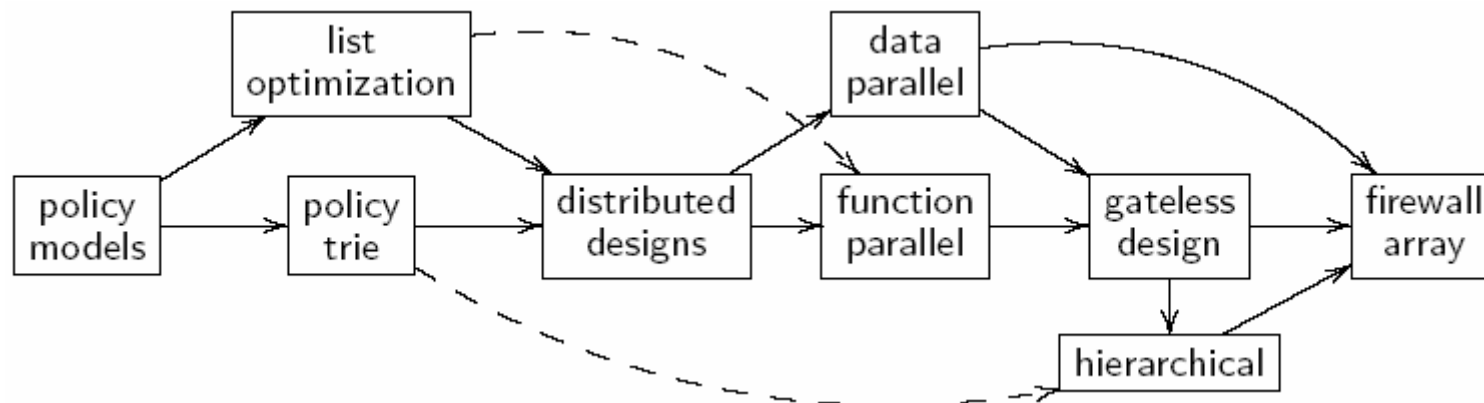 list
optimization
data
parallel
policy
models
policy
trie
distributed
designs
function
parallel
gateless
design
firewall
array
hierarchical